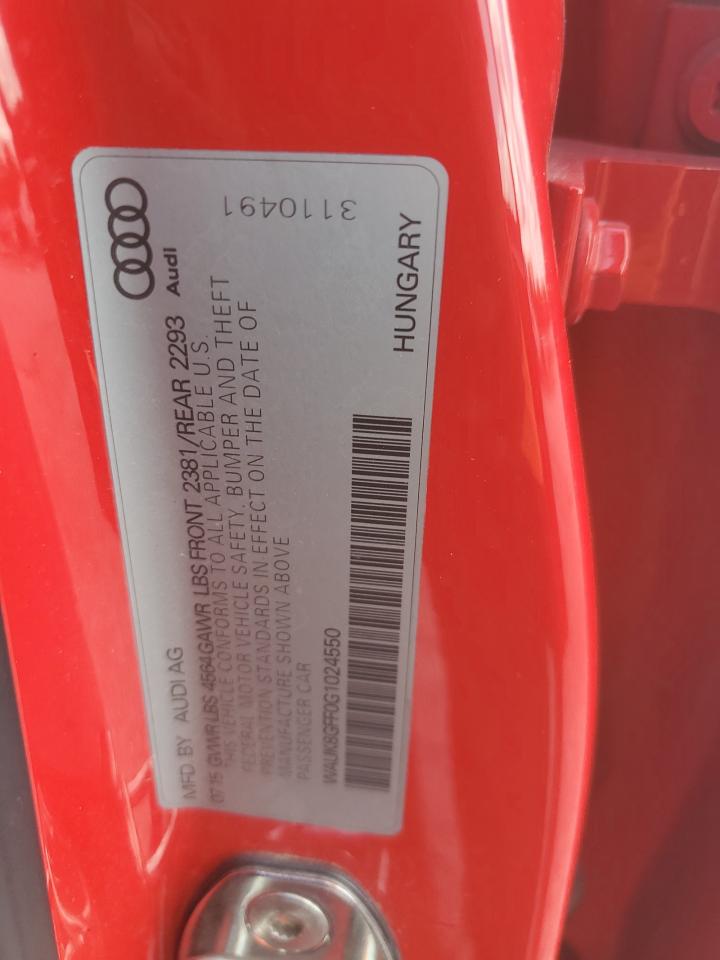 MFD. BY AUDI AG
07/15 GVWR LBS 4564 GAWR LBS FRONT 2381/REAR 2293
THIS VEHICLE CONFORMS TO ALL APPLICABLE U.S.
FEDERAL MOTOR VEHICLE SAFETY, BUMPER AND THEFT
PREVENTION STANDARDS IN EFFECT ON THE DATE OF
MANUFACTURE SHOWN ABOVE
PASSENGER CAR
WAUK8GFF0G1024550
Audi
3110491
HUNGARY